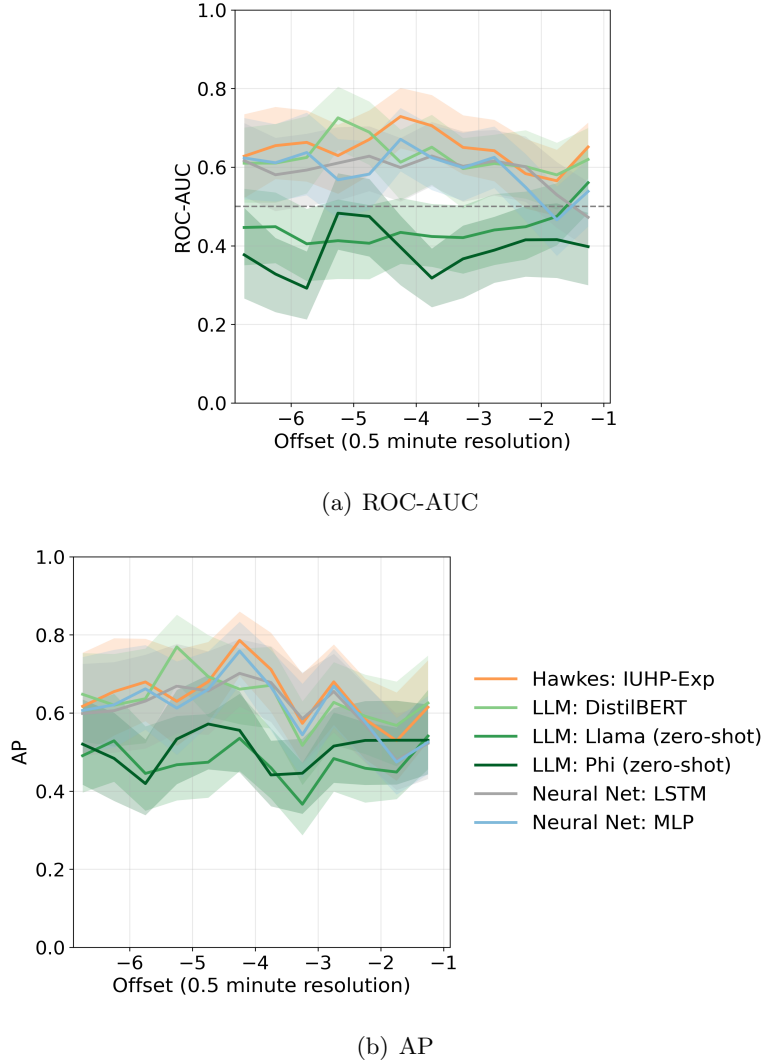 1.0
0.8
0.6
0.4
0.2
0.0
ROC-AUC
−6 −5 −4 −3 −2 −1
Offset (0.5 minute resolution)
(a) ROC-AUC
1.0
0.8
0.6
0.4
0.2
0.0
AP
−6 −5 −4 −3 −2 −1
Offset (0.5 minute resolution)
Hawkes: IUHP-Exp
LLM: DistilBERT
LLM: Llama (zero-shot)
LLM: Phi (zero-shot)
Neural Net: LSTM
Neural Net: MLP
(b) AP